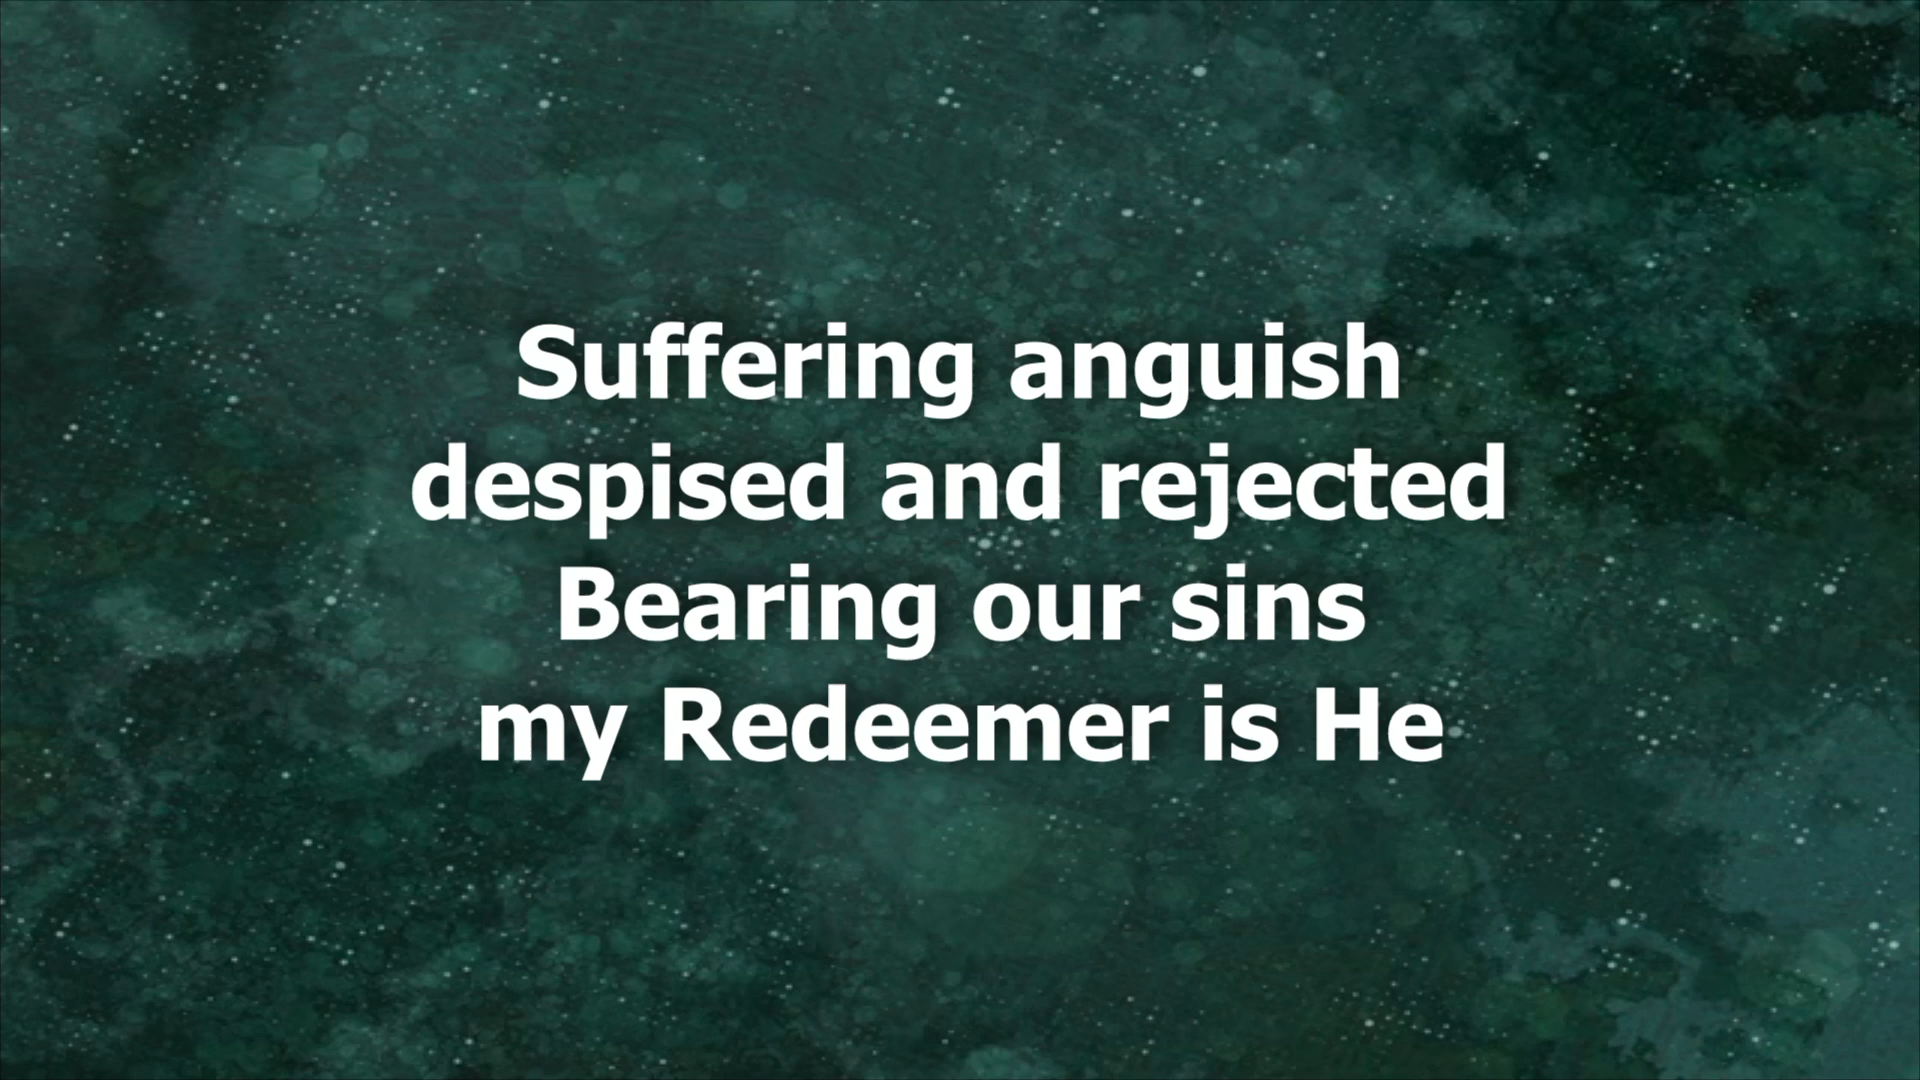 Suffering anguish
despised and rejected
Bearing our sins
my Redeemer is He